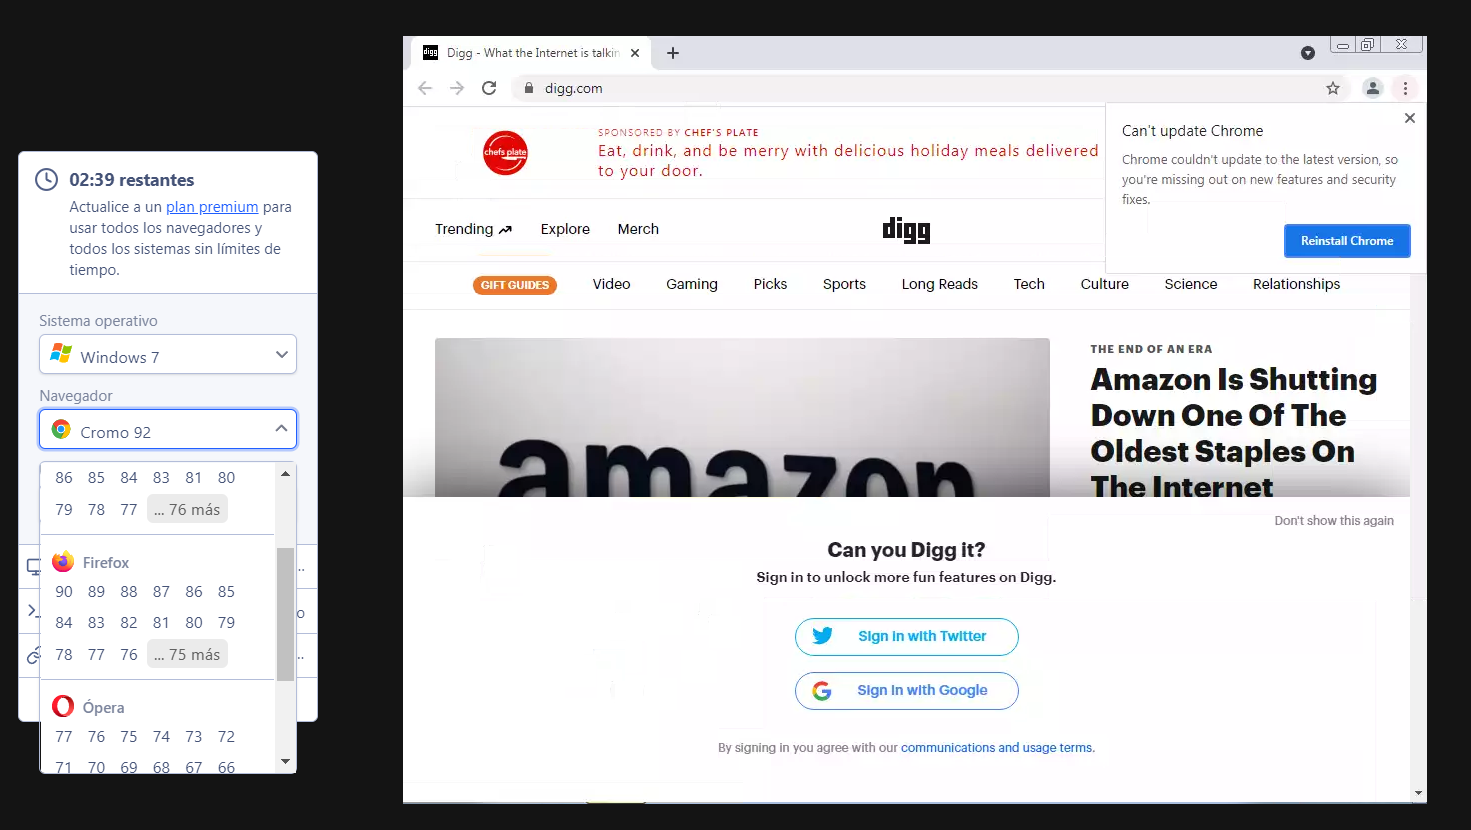 02:39 restantes
Actualice a un plan premium para
usar todos los navegadores y
todos los sistemas sin límites de
tiempo.
Sistema operativo
Windows 7
Navegador
Cromo 92
86 85 84 83 81 80
79 78 77 ... 76 más
Firefox
90 89 88 87 86 85
84 83 82 81 80 79
78 77 76 ... 75 más
Ópera
77 76 75 74 73 72
71 70 69 68 67 66
..
o
..
digg
Digg - What the Internet is talkin
digg.com
chefs plate
SPONSORED BY CHEF'S PLATE
Eat, drink, and be merry with delicious holiday meals delivered
to your door.
Can't update Chrome
Chrome couldn't update to the latest version, so
you're missing out on new features and security
fixes.
Reinstall Chrome
Trending Explore Merch
digg
GIFT GUIDES Video Gaming Picks Sports Long Reads Tech Culture Science Relationships
amazon
THE END OF AN ERA
Amazon Is Shutting
Down One Of The
Oldest Staples On
The Internet
Don't show this again
Can you Digg it?
Sign in to unlock more fun features on Digg.
Sign in with Twitter
Sign in with Google
By signing in you agree with our communications and usage terms.